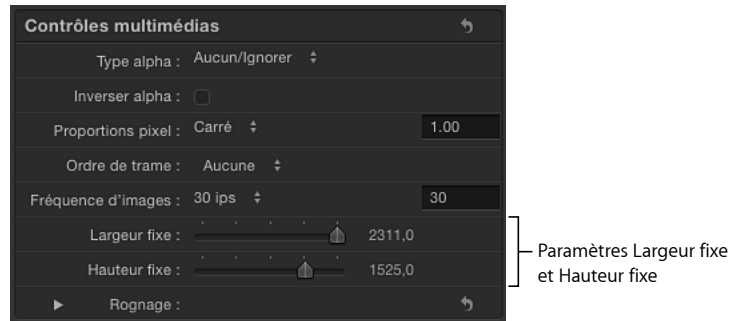 Contrôles multimédias
Type alpha : Aucun/Ignorer
Inverser alpha :
Proportions pixel : Carré 1.00
Ordre de trame : Aucune
Fréquence d'images : 30 ips 30
Largeur fixe : 2311,0
Hauteur fixe : 1525,0
Rognage :
Paramètres Largeur fixe
et Hauteur fixe